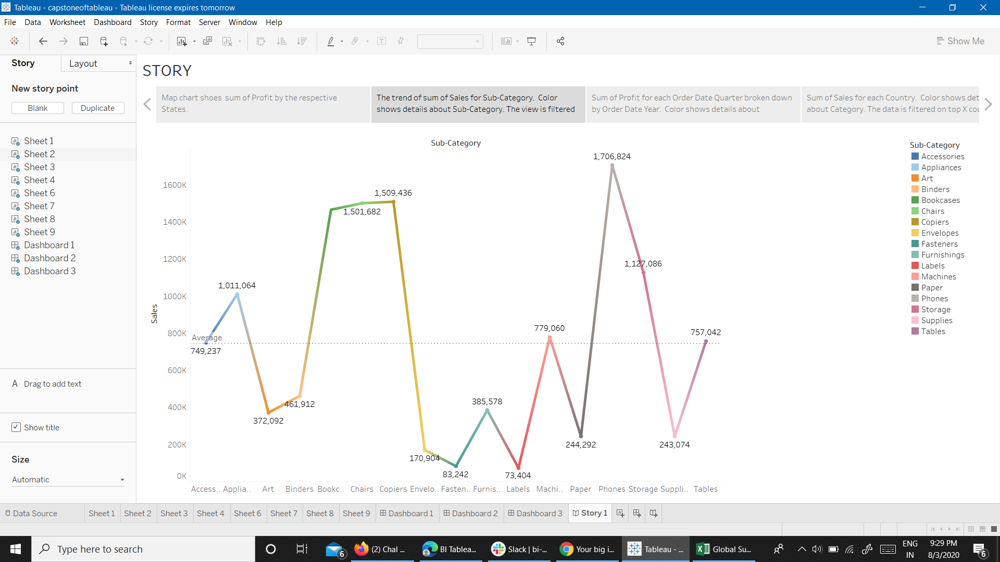 Tableau - capstoneoftableau - Tableau license expires tomorrow
File Data Worksheet Dashboard Story Format Server Window Help
Show Me
Story Layout
New story point
Blank Duplicate
Sheet 1
Sheet 2
Sheet 3
Sheet 4
Sheet 6
Sheet 7
Sheet 8
Sheet 9
Dashboard 1
Dashboard 2
Dashboard 3
A Drag to add text
Show title
Size
Automatic
STORY
Map chart shoes sum of Profit by the respective
States.
The trend of sum of Sales for Sub-Category. Color
shows details about Sub-Category. The view is filtered
Sum of Profit for each Order Date Quarter broken down
by Order Date Year. Color shows details about
Sum of Sales for each Country. Color shows det
about Category. The data is filtered on top X cou
Sub-Category
1,706,824
1600K
1,509,436
1,501,682
1400K
1200K
1,127,086
1,011,064
1000K
Sales
800K
779,060
757,042
Average
749,237
600K
400K
461,912
385,578
372,092
200K
244,292
243,074
170,904
83,242
73,404
0K
Access.. Applia.. Art Binders Bookc.. Chairs Copiers Envelo.. Fasten.. Furnis.. Labels Machi.. Paper Phones Storage Suppli.. Tables
Sub-Category
Accessories
Appliances
Art
Binders
Bookcases
Chairs
Copiers
Envelopes
Fasteners
Furnishings
Labels
Machines
Paper
Phones
Storage
Supplies
Tables
Data Source Sheet 1 Sheet 2 Sheet 3 Sheet 4 Sheet 6 Sheet 7 Sheet 8 Sheet 9 Dashboard 1 Dashboard 2 Dashboard 3 Story 1
Type here to search
6
(2) Chal ...
BI Tablea...
Slack | bi-...
Your big i...
Tableau - ...
Global Su...
ENG
IN
9:29 PM
8/3/2020
6